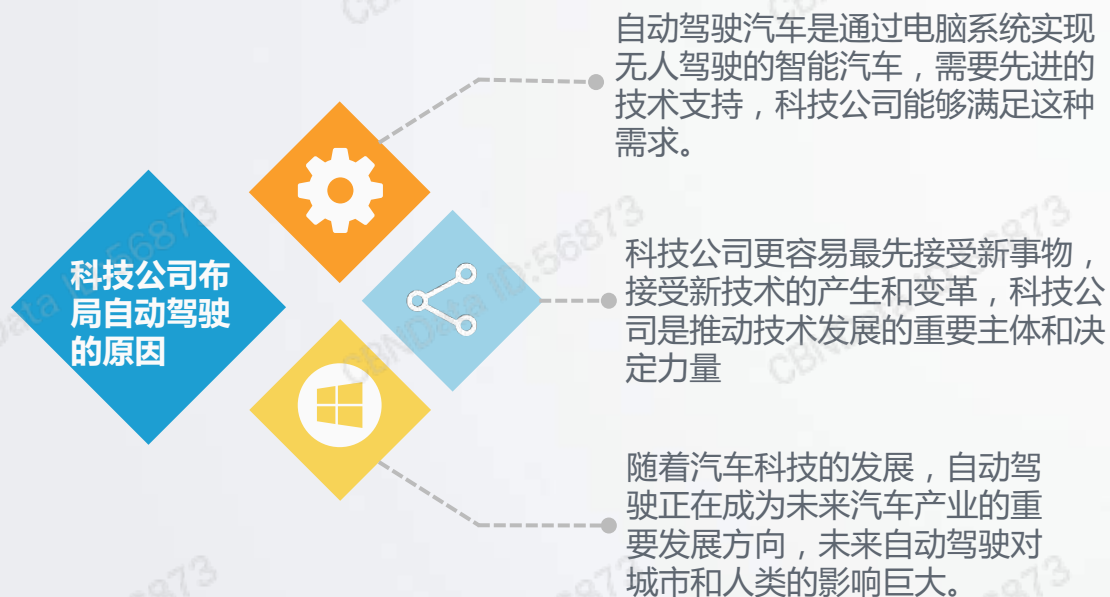 自动驾驶汽车是通过电脑系统实现
无人驾驶的智能汽车，需要先进的
技术支持，科技公司能够满足这种
需求。
科技公司布
局自动驾驶
的原因
科技公司更容易最先接受新事物，
接受新技术的产生和变革，科技公
司是推动技术发展的重要主体和决
定力量
随着汽车科技的发展，自动驾
驶正在成为未来汽车产业的重
要发展方向，未来自动驾驶对
城市和人类的影响巨大。
CBNData ID:56873